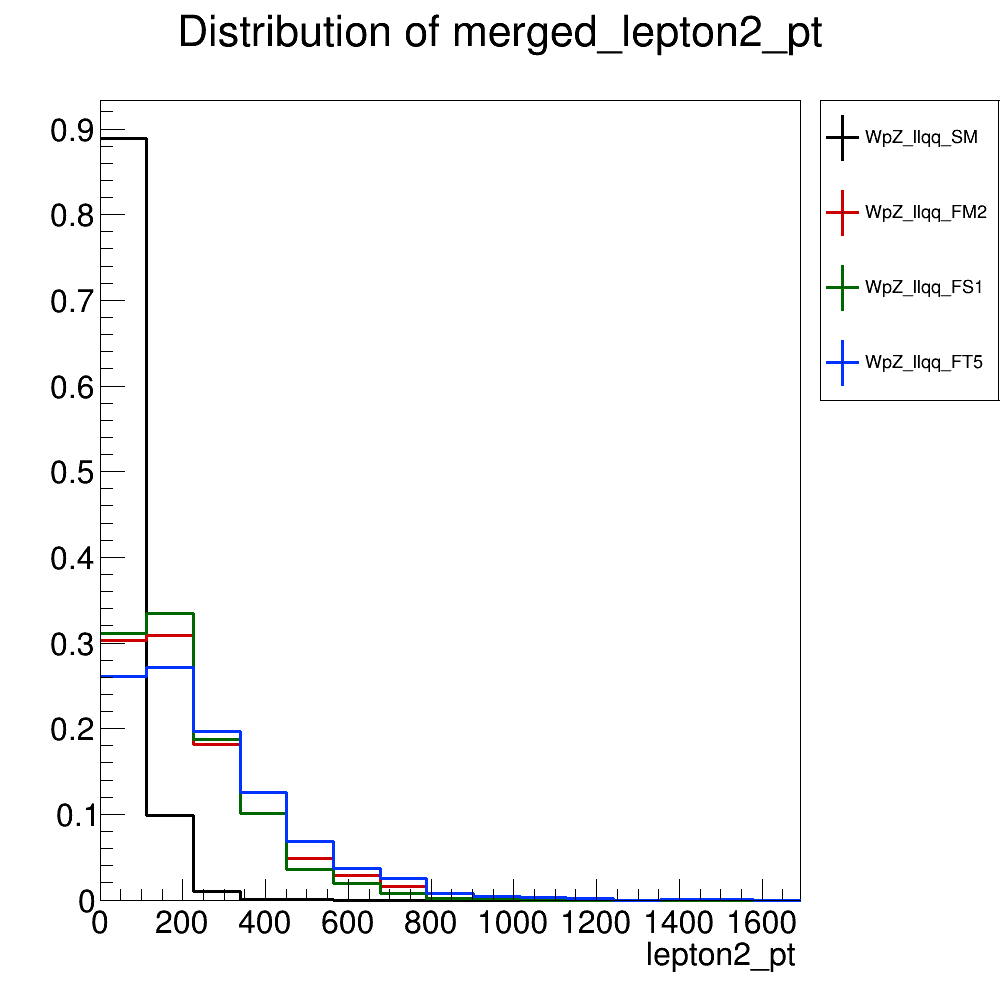 Distribution of merged_lepton2_pt
0.9
0.8
0.7
0.6
0.5
0.4
0.3
0.2
0.1
0
0 200 400 600 800 1000 1200 1400 1600
lepton2_pt
WpZ_llqq_SM
WpZ_llqq_FM2
WpZ_llqq_FS1
WpZ_llqq_FT5